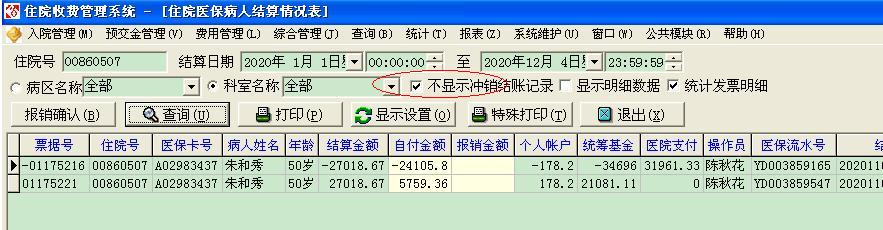 住院收费管理系统 - [住院医保病人结算情况表]
入院管理(M) 预交金管理(V) 费用管理(L) 综合管理(T) 查询(B) 统计(T) 报表(Z) 系统维护(U) 窗口(W) 公共模块(R) 帮助(H)
住院号 00860507 结算日期 2020年 1月 1日 00:00:00 至 2020年12月 4日 23:59:59
病区名称 全部 科室名称 全部 不显示冲销结账记录 显示明细数据 统计发票明细
报销确认(B) 查询(U) 打印(P) 显示设置(O) 特殊打印(T) 退出(X)
票据号 住院号 医保卡号 病人姓名 年龄 结算金额 自付金额 报销金额 个人帐户 统筹基金 医院支付 操作员 医保流水号
-01175216 00860507 A02983437 朱和秀 50岁 -27018.67 -24105.8 -178.2 -34696 31961.33 陈秋花 YD003859165 2020110
01175221 00860507 A02983437 朱和秀 50岁 27018.67 5759.36 178.2 21081.11 0 陈秋花 YD003859547 2020110